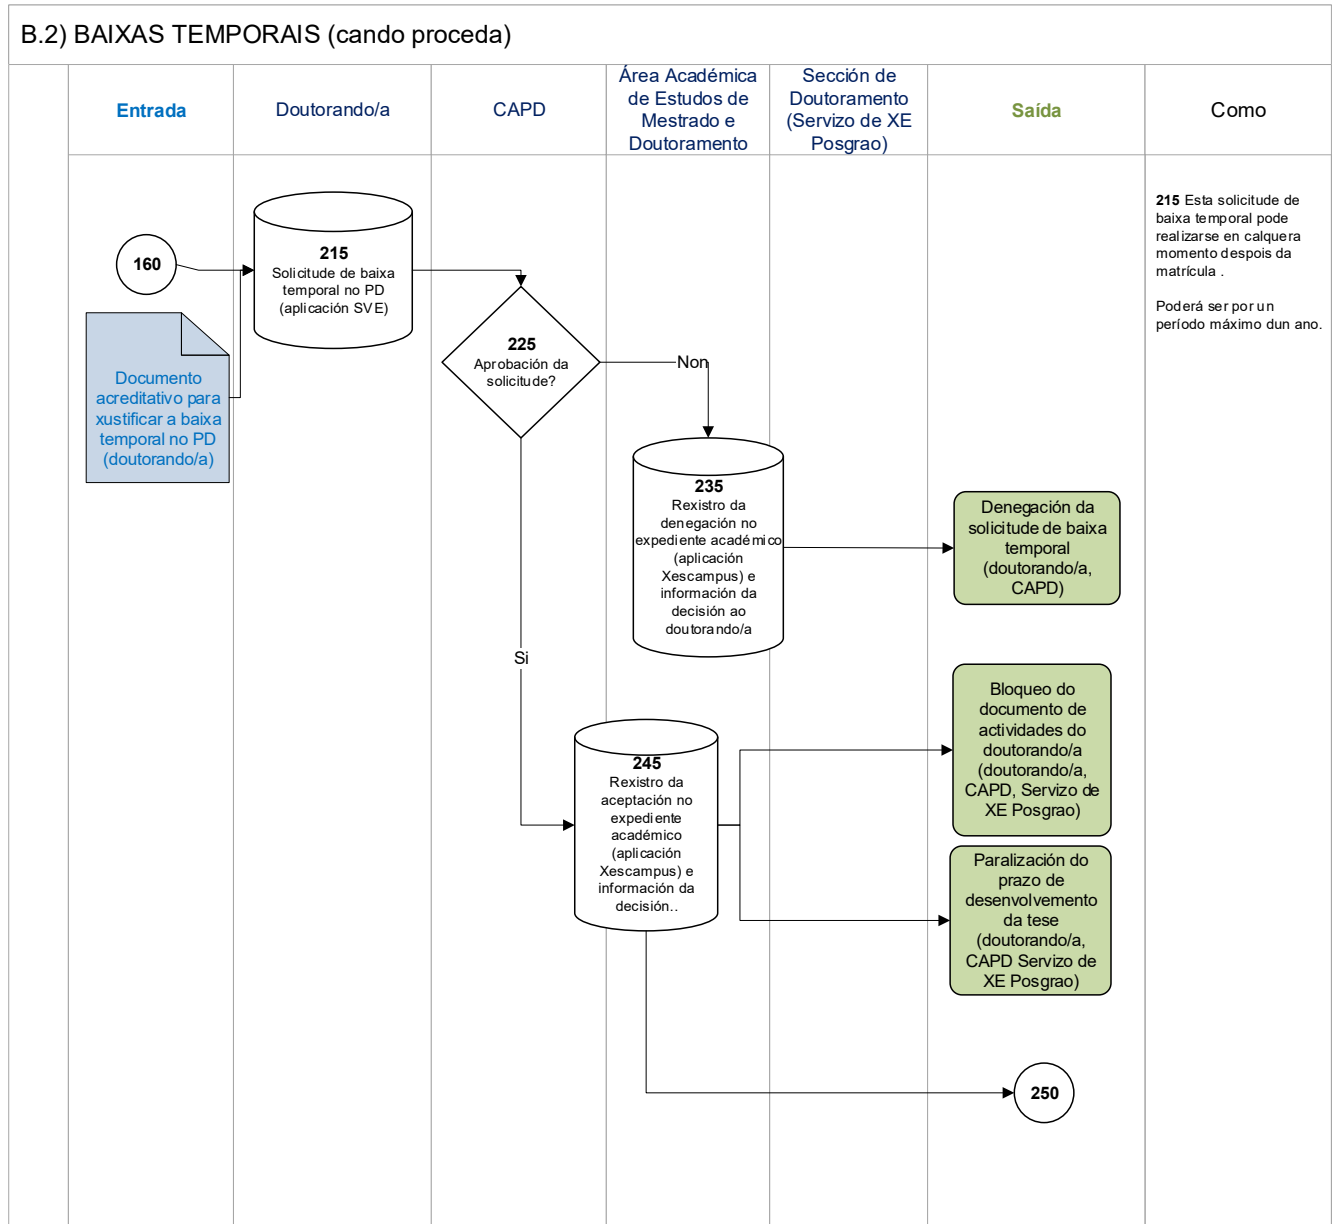 B.2) BAIXAS TEMPORAIS (cando proceda)
Entrada
Doutorando/a
CAPD
Área Académica
de Estudos de
Mestrado e
Doutoramento
Sección de
Doutoramento
(Servizo de XE
Posgrao)
Saída
Como
160
Documento
acreditativo para
xustificar a baixa
temporal no PD
(doutorando/a)
215
Solicitude de baixa
temporal no PD
(aplicación SVE)
225
Aprobación da
solicitude?
Non
Si
235
Rexistro da
denegación no
expediente académico
(aplicación
Xescampus) e
información da
decisión ao
doutorando/a
Denegación da
solicitude de baixa
temporal
(doutorando/a,
CAPD)
245
Rexistro da
aceptación no
expediente
académico
(aplicación
Xescampus) e
información da
decisión..
Bloqueo do
documento de
actividades do
doutorando/a
(doutorando/a,
CAPD, Servizo de
XE Posgrao)
Paralización do
prazo de
desenvolvemento
da tese
(doutorando/a,
CAPD Servizo de
XE Posgrao)
250
215 Esta solicitude de
baixa temporal pode
realizarse en calquera
momento despois da
matrícula .
Poderá ser por un
período máximo dun ano.